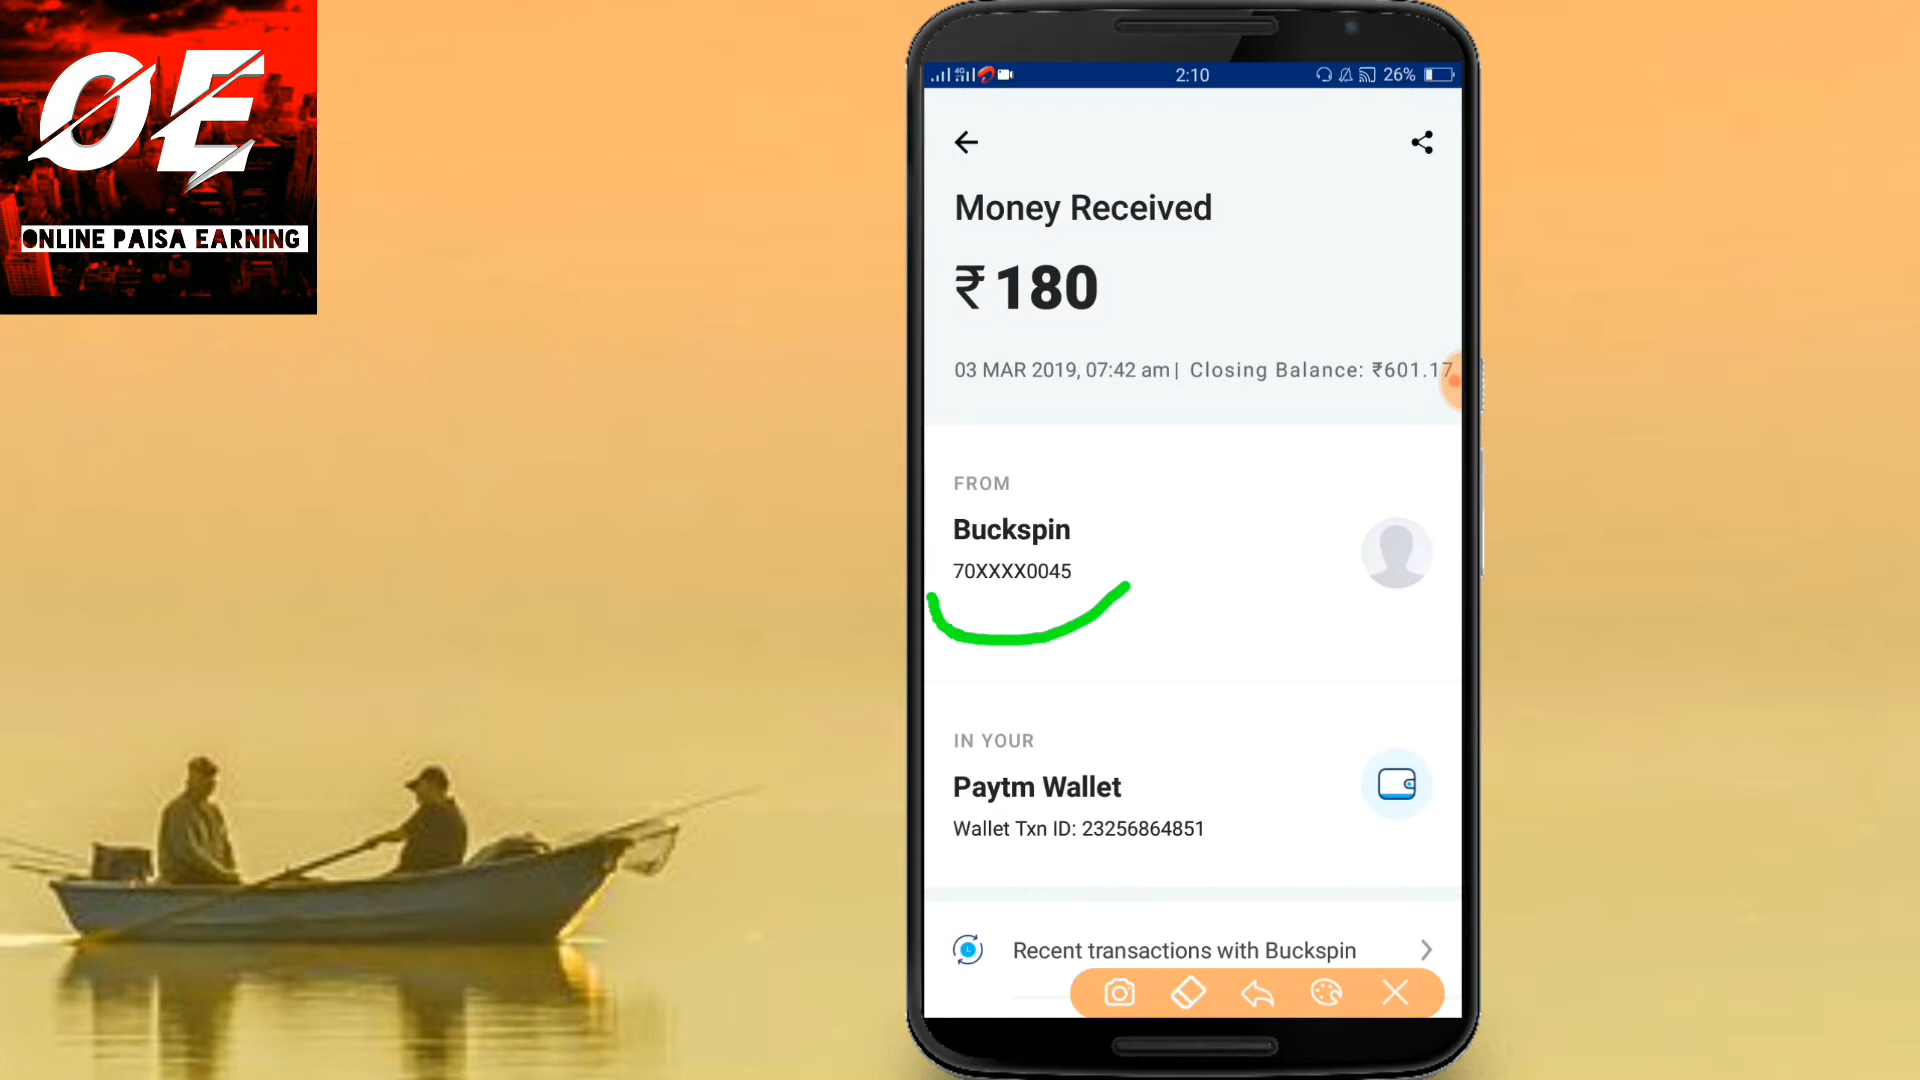 OE
ONLINE PAISA EARNING
4G
2:10
26%
Money Received
₹180
03 MAR 2019, 07:42 am | Closing Balance: ₹601.17
FROM
Buckspin
70XXXX0045
IN YOUR
Paytm Wallet
Wallet Txn ID: 23256864851
Recent transactions with Buckspin